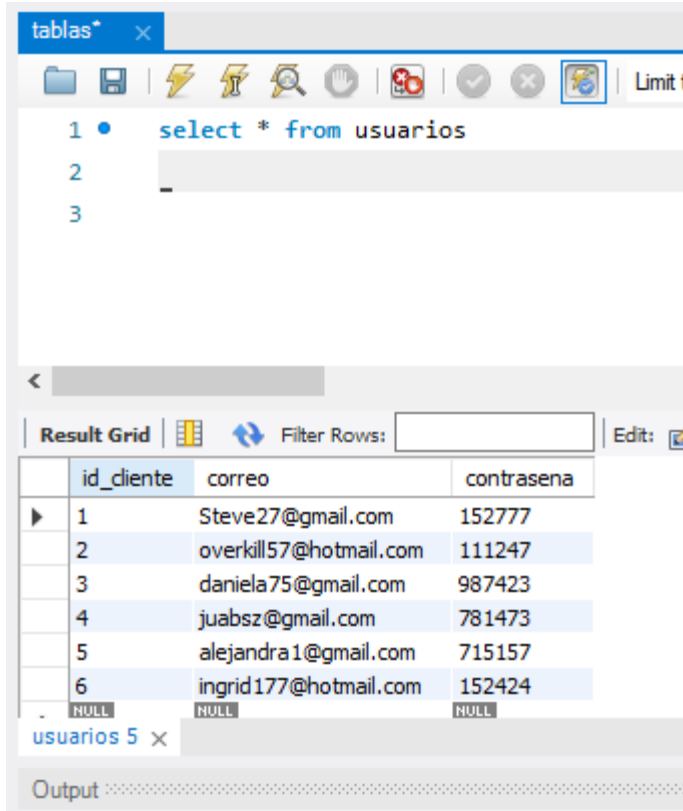 tablas*
Limit t
1 select * from usuarios
2
3
Result Grid Filter Rows: Edit:
id_cliente correo contrasena
1 Steve27@gmail.com 152777
2 overkill57@hotmail.com 111247
3 daniela75@gmail.com 987423
4 juabsz@gmail.com 781473
5 alejandra1@gmail.com 715157
6 ingrid177@hotmail.com 152424
NULL NULL NULL
usuarios 5
Output